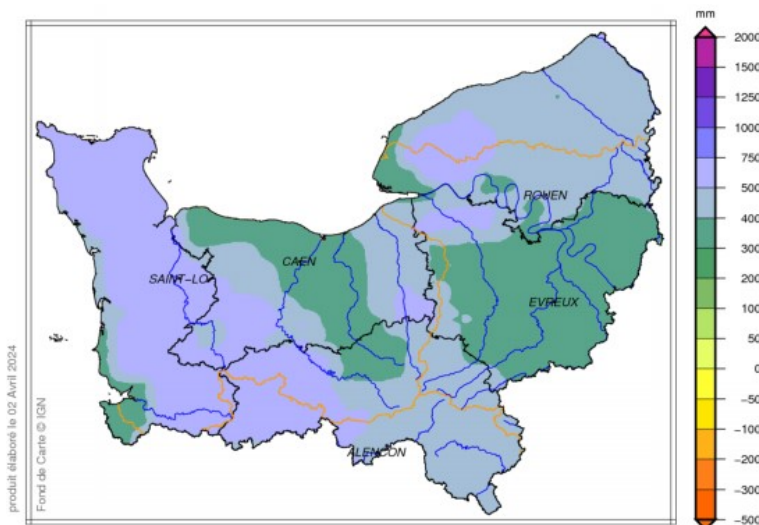 mm
2000
1500
1250
1000
750
500
400
300
200
100
50
0
−50
−100
−200
−300
−500
ROUEN
CAEN
SAINT−LO
EVREUX
ALENCON
produit élaboré le 02 Avril 2024
Fond de Carte © IGN